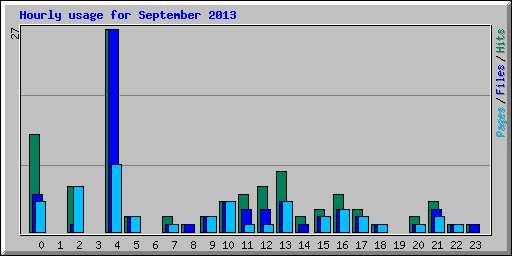 Hourly usage for September 2013
27
Pages/Files/Hits
0 1 2 3 4 5 6 7 8 9 10 11 12 13 14 15 16 17 18 19 20 21 22 23